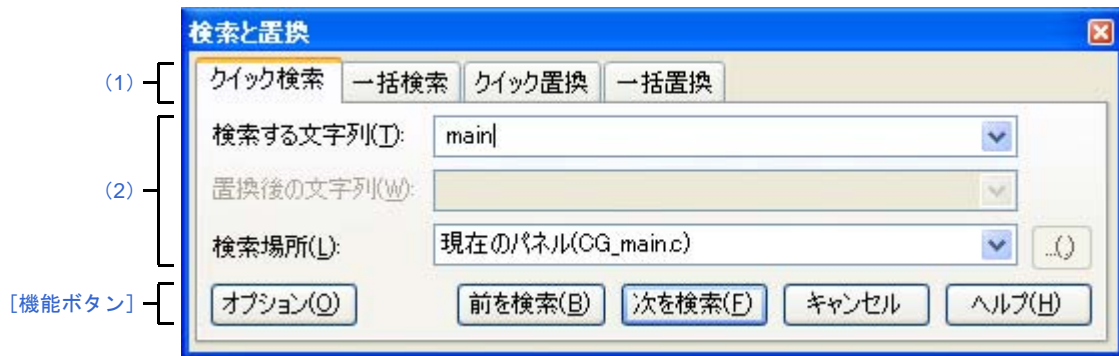 検索と置換
(1)
クイック検索 一括検索 クイック置換 一括置換
(2)
検索する文字列(T): main
置換後の文字列(W):
検索場所(L): 現在のパネル(CG_main.c) ...()
[機能ボタン]
オプション(O) 前を検索(B) 次を検索(F) キャンセル ヘルプ(H)